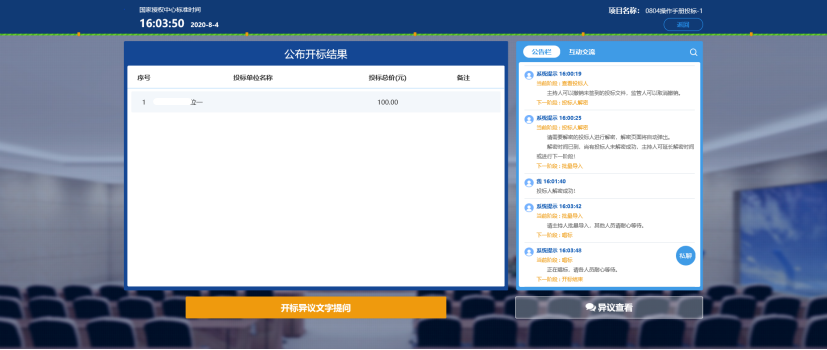 国家授权中心标准时间
16:03:50 2020-8-4
项目名称： 0804操作手册投标-1
返回
公布开标结果
序号 投标单位名称 投标总价(元) 备注
1 立一 100.00
公告栏 互动交流
系统提示 16:00:19
当前阶段：查看投标人
主持人可以撤销未签到的投标文件，监管人可以取消撤销。
下一阶段：投标人解密
系统提示 16:00:25
当前阶段：投标人解密
请需要解密的投标人进行解密，解密页面将自动弹出。
解密时间已到，尚有投标人未解密成功，主持人可延长解密时间
或进行下一阶段！
下一阶段：批量导入
16:01:40
投标人解密成功！
系统提示 16:03:42
当前阶段：批量导入
请主持人批量导入，其他人员请耐心等待。
下一阶段：唱标
系统提示 16:03:43
当前阶段：唱标
正在唱标，请各人员耐心等待。
下一阶段：开标结束
私聊
开标异议文字提问
异议查看